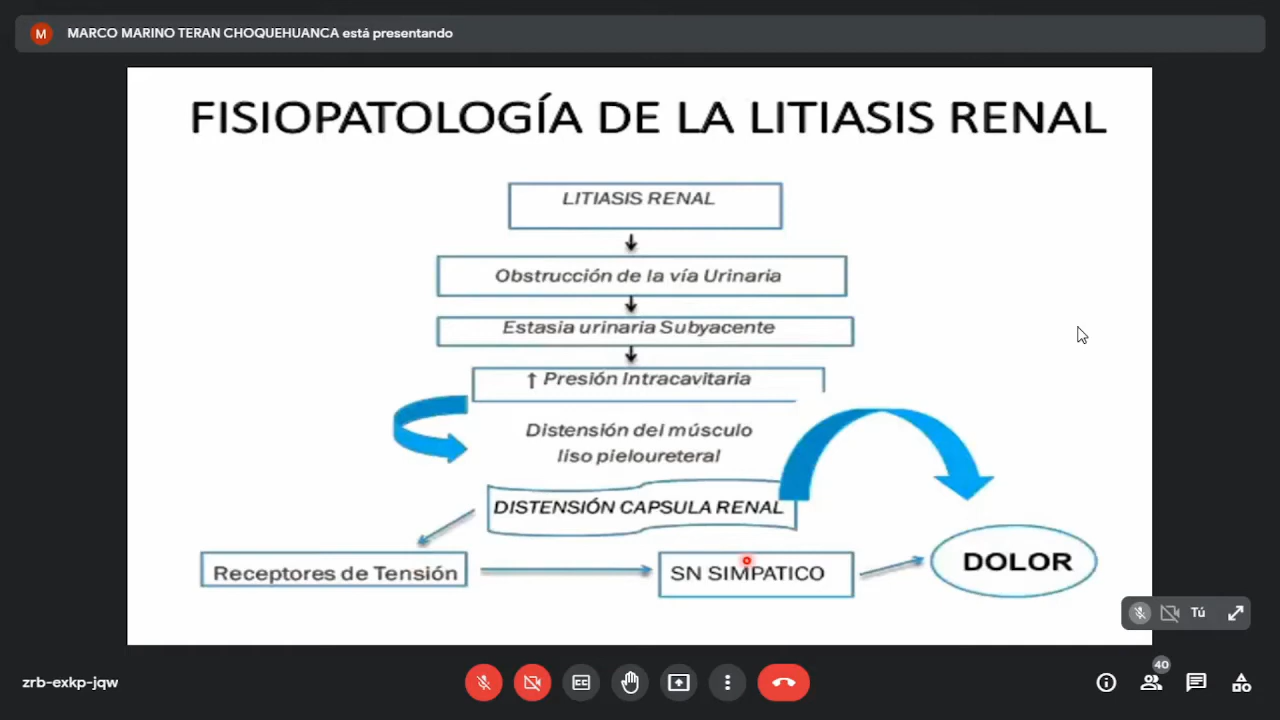 M MARCO MARINO TERAN CHOQUEHUANCA está presentando
FISIOPATOLOGÍA DE LA LITIASIS RENAL
LITIASIS RENAL
Obstrucción de la vía Urinaria
Estasia urinaria Subyacente
↑ Presión Intracavitaria
Distensión del músculo
liso pieloureteral
DISTENSIÓN CAPSULA RENAL
Receptores de Tensión
SN SIMPATICO
DOLOR
Tú
zrb-exkp-jqw
40